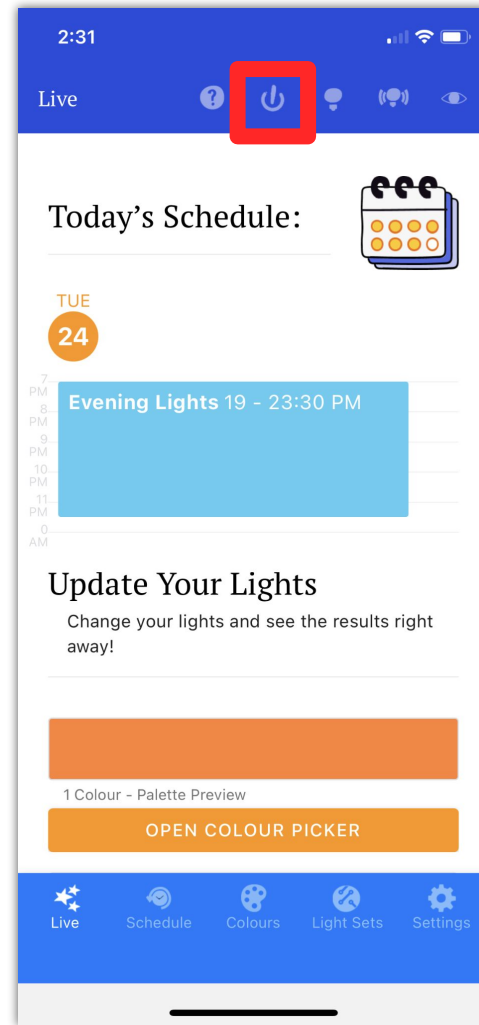 2:31
Live
Today's Schedule:
TUE
24
7
PM
8
PM
9
PM
10
PM
11
PM
0
AM
Evening Lights 19 - 23:30 PM
Update Your Lights
Change your lights and see the results right
away!
1 Colour - Palette Preview
OPEN COLOUR PICKER
Live Schedule Colours Light Sets Settings